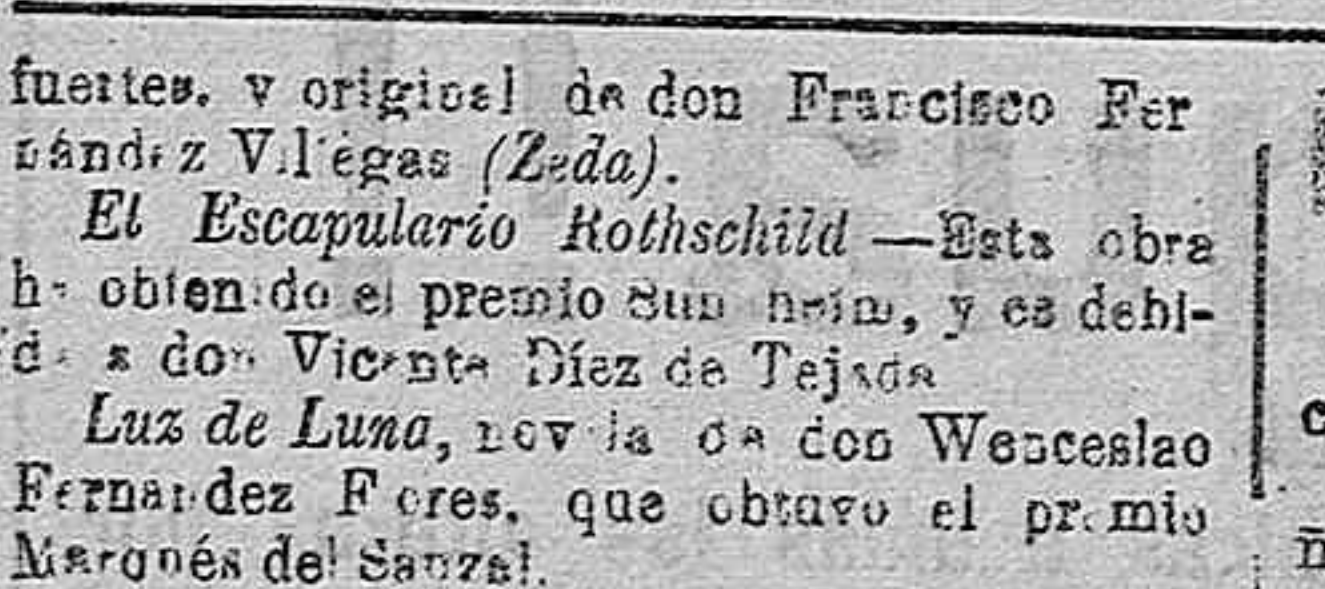 fuertes, y original de don Francisco Fer
nández Villegas (Zeda).
El Escapulario Rothschild —Esta obra
ha obtenido el premio heim, y es debi-
da a don Vicente Díez de Tejada
Luz de Luna, novela de don Wenceslao
Fernandez Flores, que obtuvo el premio
Marqués del